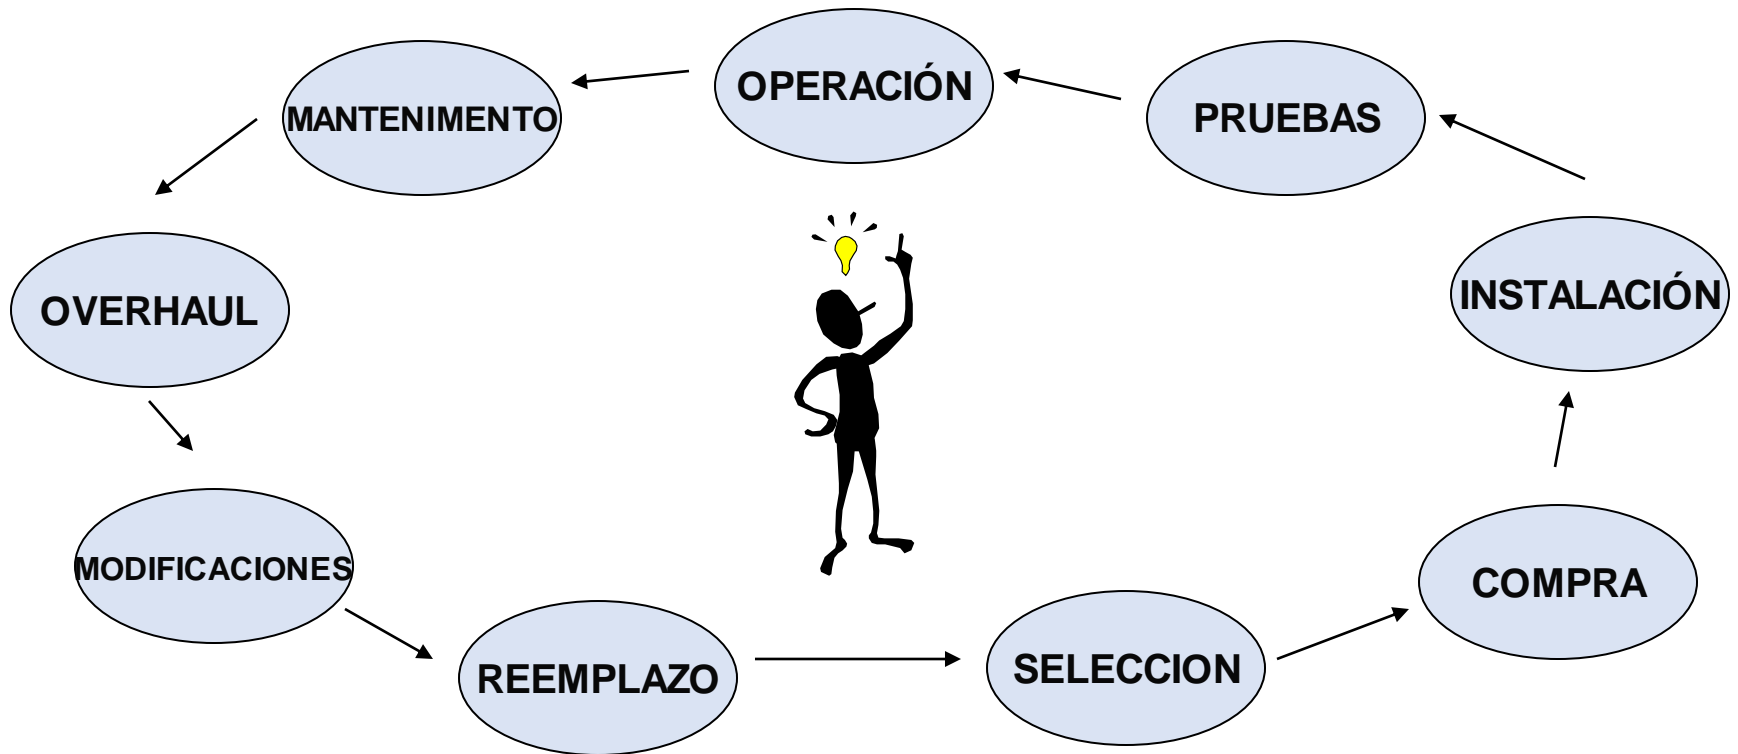 OPERACIÓN
MANTENIMENTO
PRUEBAS
INSTALACIÓN
OVERHAUL
MODIFICACIONES
COMPRA
REEMPLAZO
SELECCION